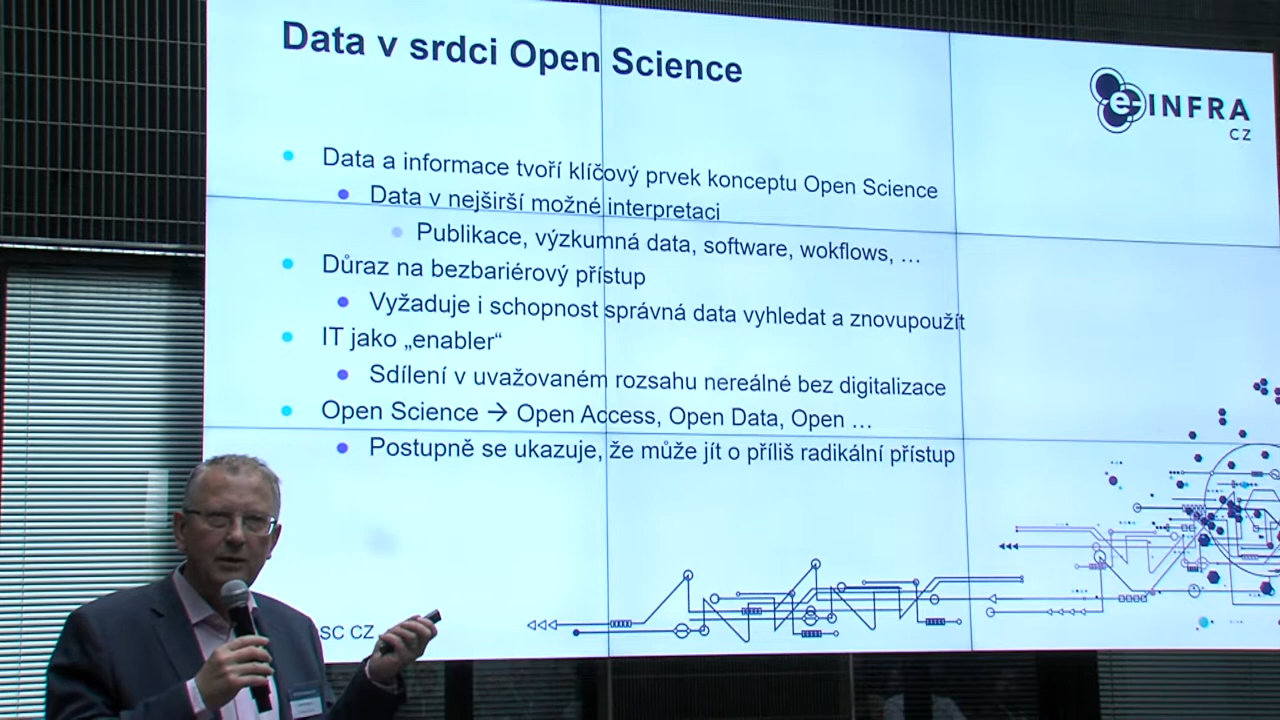 Data v srdci Open Science
e-INFRA
CZ
Data a informace tvoří klíčový prvek konceptu Open Science
Data v nejširší možné interpretaci
Publikace, výzkumná data, software, wokflows, …
Důraz na bezbariérový přístup
Vyžaduje i schopnost správná data vyhledat a znovupoužít
IT jako „enabler“
Sdílení v uvažovaném rozsahu nereálné bez digitalizace
Open Science → Open Access, Open Data, Open …
Postupně se ukazuje, že může jít o příliš radikální přístup
SC CZ